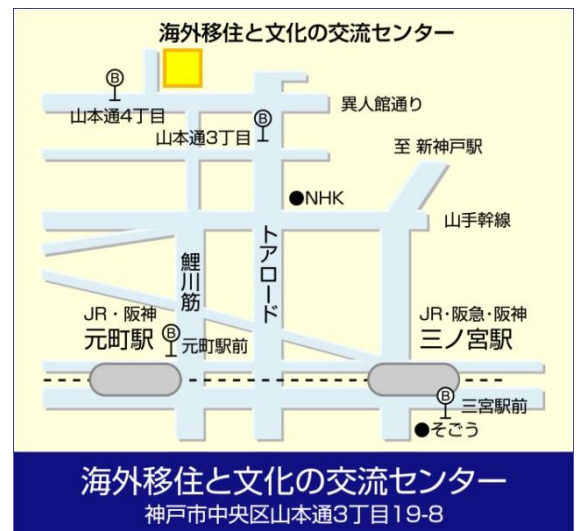 海外移住と文化の交流センター
Ⓑ
山本通4丁目
異人館通り
Ⓑ
山本通3丁目
至 新神戸駅
●NHK
山手幹線
鯉川筋
トアロード
JR・阪神
元町駅
Ⓑ
元町駅前
JR・阪急・阪神
三ノ宮駅
Ⓑ
三宮駅前
●そごう
海外移住と文化の交流センター
神戸市中央区山本通3丁目19-8